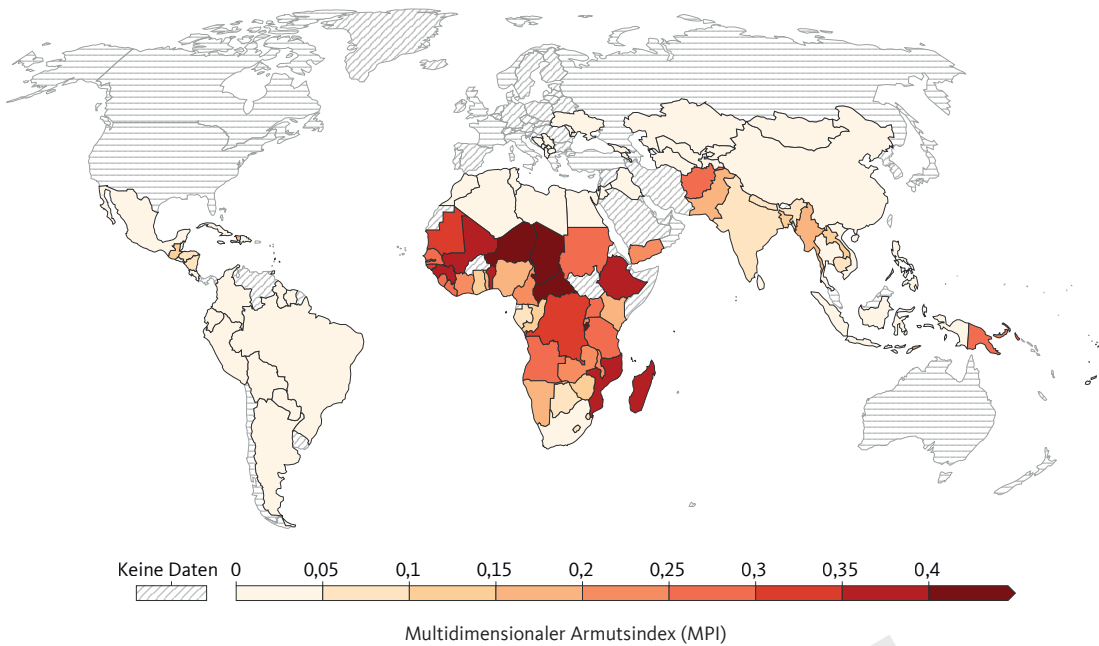 Keine Daten 0 0,05 0,1 0,15 0,2 0,25 0,3 0,35 0,4
Multidimensionaler Armutsindex (MPI)